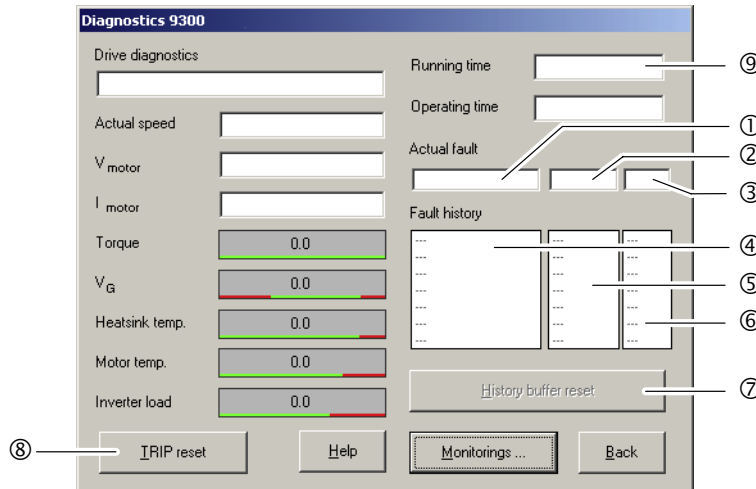 Diagnostics 9300
Drive diagnostics
Actual speed
V motor
I motor
Torque 0.0
VG 0.0
Heatsink temp. 0.0
Motor temp. 0.0
Inverter load 0.0
Running time
⑨
Operating time
Actual fault
①
②
③
Fault history
--- --- ---
④
--- --- ---
--- --- ---
--- --- ---
⑤
--- --- ---
--- --- ---
⑥
--- --- ---
History buffer reset
⑦
⑧
TRIP reset
Help
Monitorings ...
Back